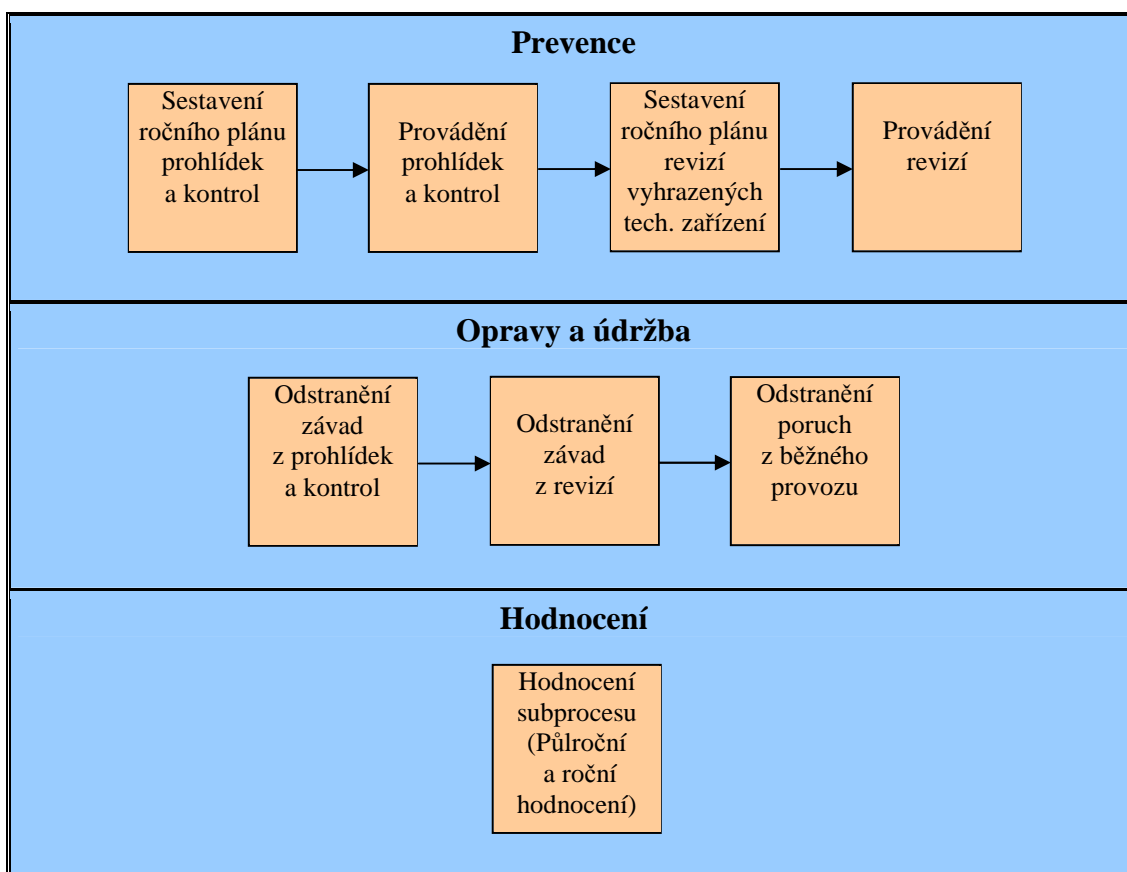 Prevence
Sestavení
ročního plánu
prohlídek
a kontrol
Provádění
prohlídek
a kontrol
Sestavení
ročního plánu
revizí
vyhrazených
tech. zařízení
Provádění
revizí
Opravy a údržba
Odstranění
závad
z prohlídek
a kontrol
Odstranění
závad
z revizí
Odstranění
poruch
z běžného
provozu
Hodnocení
Hodnocení
subprocesu
(Půlroční
a roční
hodnocení)